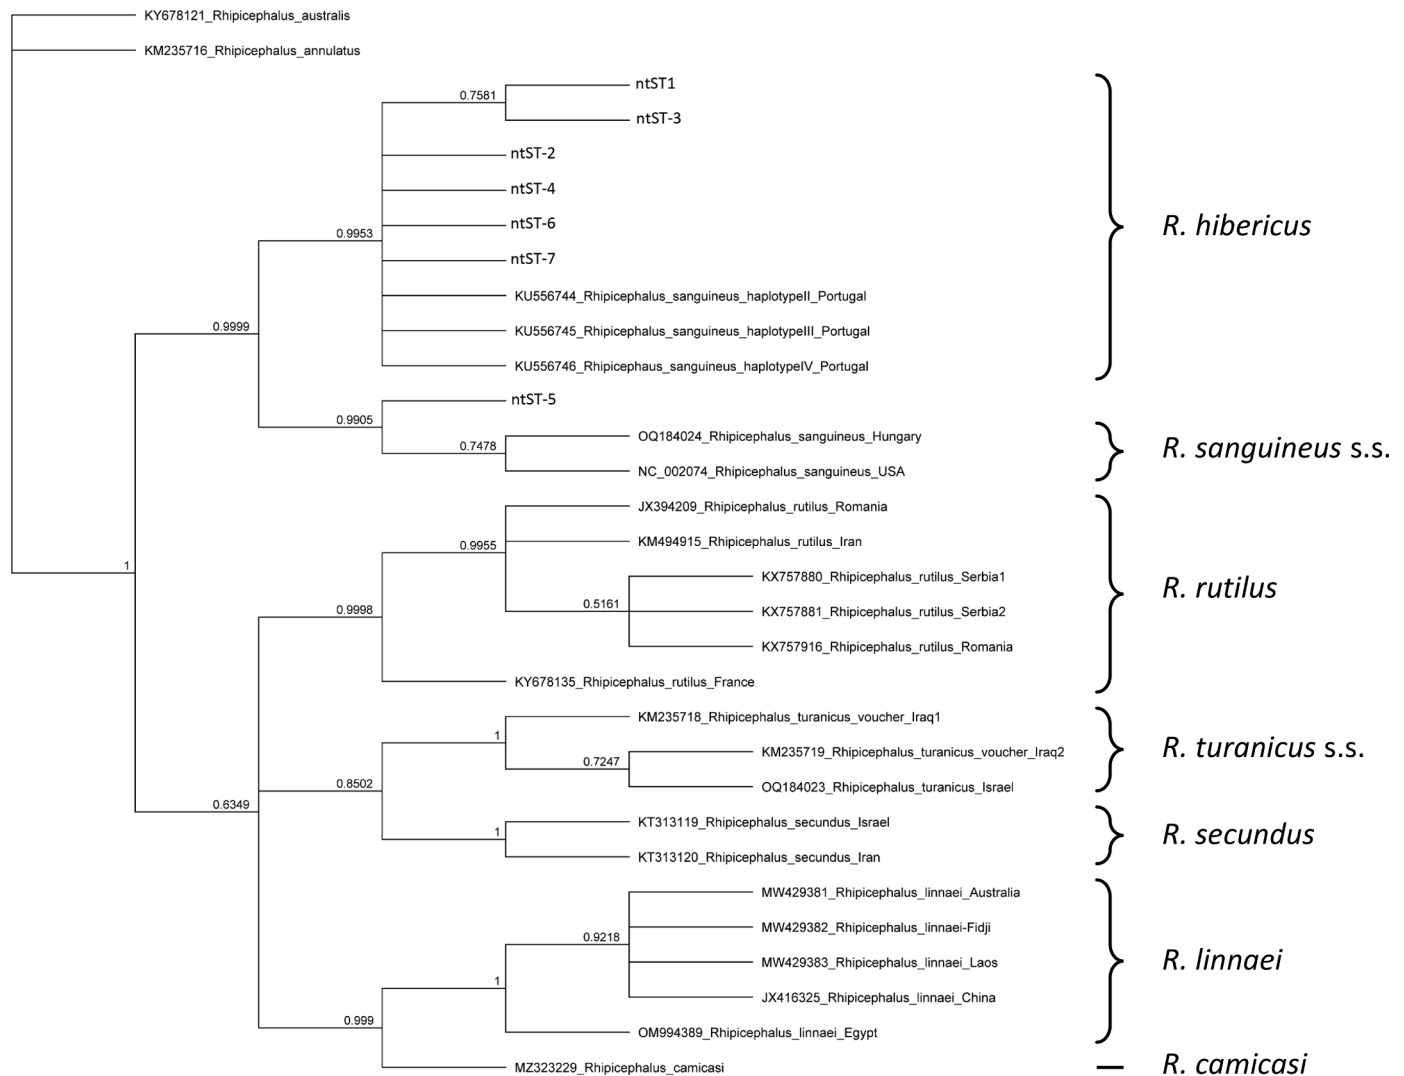 KY678121_Rhipicephalus_australis
KM235716_Rhipicephalus_annulatus
ntST1
0.7581
ntST-3
ntST-2
ntST-4
ntST-6
R. hibericus
0.9953
ntST-7
KU556744_Rhipicephalus_sanguineus_haplotypeII_Portugal
0.9999
KU556745_Rhipicephalus_sanguineus_haplotypeIII_Portugal
KU556746_Rhipicephaus_sanguineus_haplotypeIV_Portugal
ntST-5
0.9905
OQ184024_Rhipicephalus_sanguineus_Hungary
0.7478
R. sanguineus s.s.
NC_002074_Rhipicephalus_sanguineus_USA
JX394209_Rhipicephalus_rutilus_Romania
0.9955
KM494915_Rhipicephalus_rutilus_Iran
1
KX757880_Rhipicephalus_rutilus_Serbia1
R. rutilus
0.9998
0.5161
KX757881_Rhipicephalus_rutilus_Serbia2
KX757916_Rhipicephalus_rutilus_Romania
KY678135_Rhipicephalus_rutilus_France
KM235718_Rhipicephalus_turanicus_voucher_Iraq1
1
KM235719_Rhipicephalus_turanicus_voucher_Iraq2
R. turanicus s.s.
0.7247
0.8502
OQ184023_Rhipicephalus_turanicus_Israel
0.6349
KT313119_Rhipicephalus_secundus_Israel
1
R. secundus
KT313120_Rhipicephalus_secundus_Iran
MW429381_Rhipicephalus_linnaei_Australia
MW429382_Rhipicephalus_linnaei-Fidji
0.9218
MW429383_Rhipicephalus_linnaei_Laos
R. linnaei
1
JX416325_Rhipicephalus_linnaei_China
0.999
OM994389_Rhipicephalus_linnaei_Egypt
MZ323229_Rhipicephalus_camicasi
R. camicasi